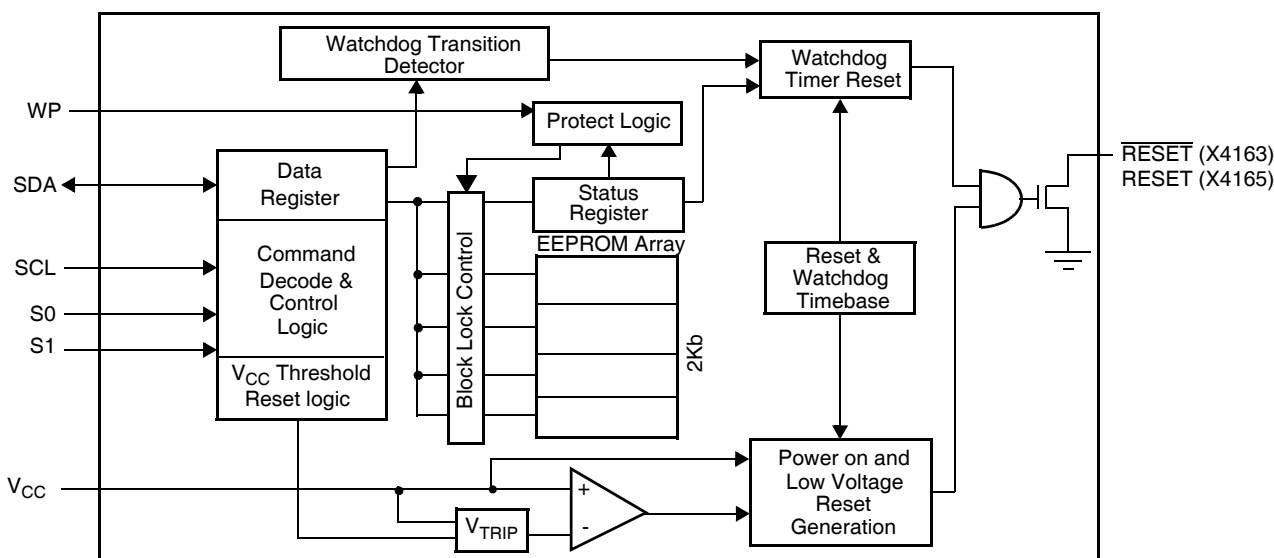 Watchdog Transition
Detector
Watchdog
Timer Reset
WP
Protect Logic
RESET (X4163)
RESET (X4165)
SDA
Data
Register
Status
Register
EEPROM Array
SCL
Command
Decode &
Control
Logic
S0
S1
Block Lock Control
2Kb
Reset &
Watchdog
Timebase
VCC Threshold
Reset logic
VCC
VTRIP
+
-
Power on and
Low Voltage
Reset
Generation